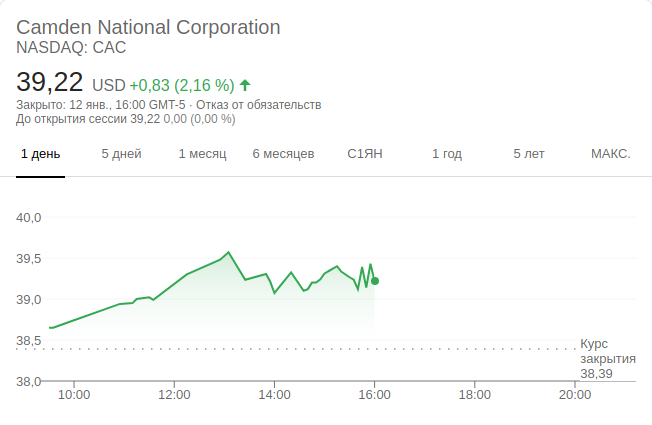 Camden National Corporation
NASDAQ: CAC
39,22 USD +0,83 (2,16 %)
Закрыто: 12 янв., 16:00 GMT-5 · Отказ от обязательств
До открытия сессии 39,22 0,00 (0,00 %)
1 день 5 дней 1 месяц 6 месяцев С1ЯН 1 год 5 лет МАКС.
40,0
39,5
39,0
38,5
Курс
закрытия
38,39
38,0
10:00 12:00 14:00 16:00 18:00 20:00